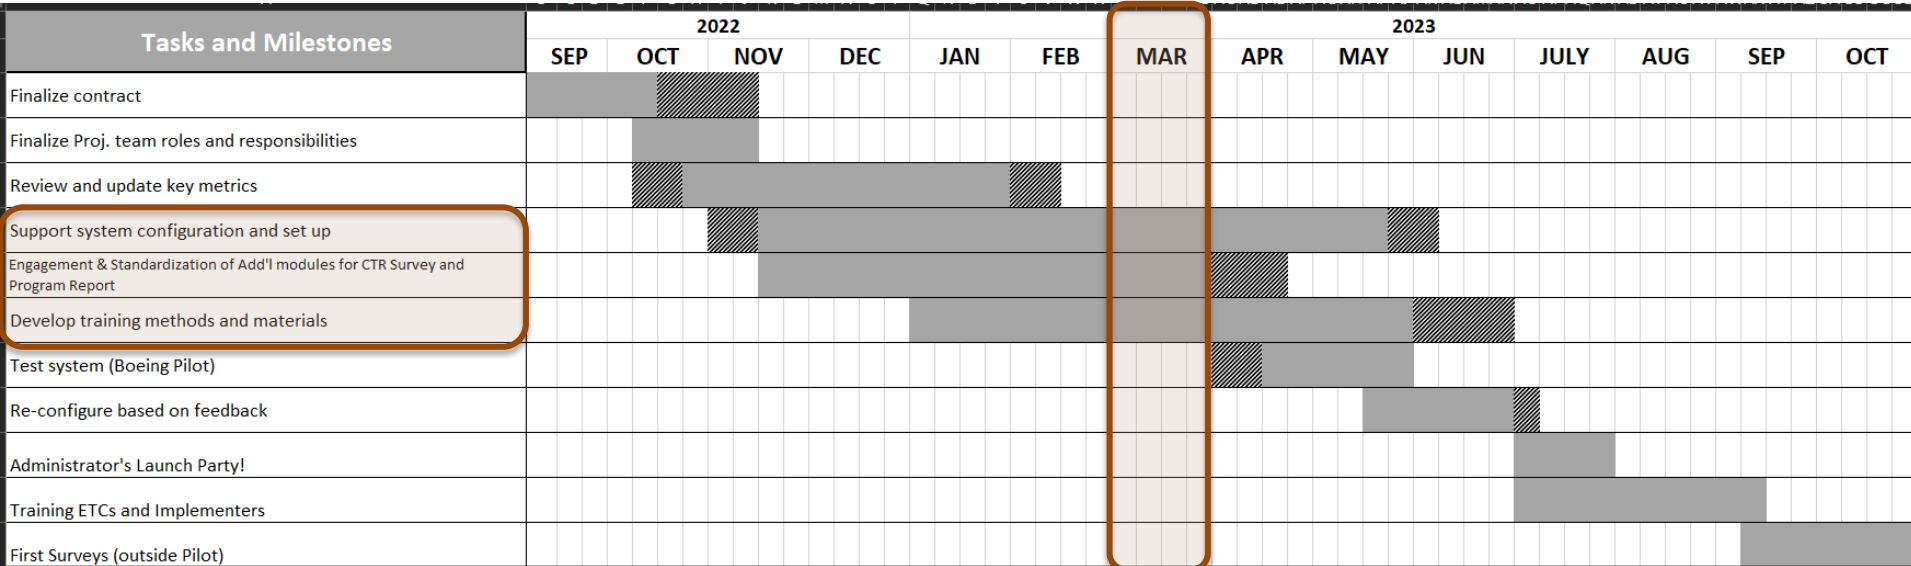 Tasks and Milestones
2022
2023
SEP OCT NOV DEC JAN FEB MAR APR MAY JUN JULY AUG SEP OCT
Finalize contract
Finalize Proj. team roles and responsibilities
Review and update key metrics
Support system configuration and set up
Engagement & Standardization of Add'l modules for CTR Survey and
Program Report
Develop training methods and materials
Test system (Boeing Pilot)
Re-configure based on feedback
Administrator's Launch Party!
Training ETCs and Implementers
First Surveys (outside Pilot)